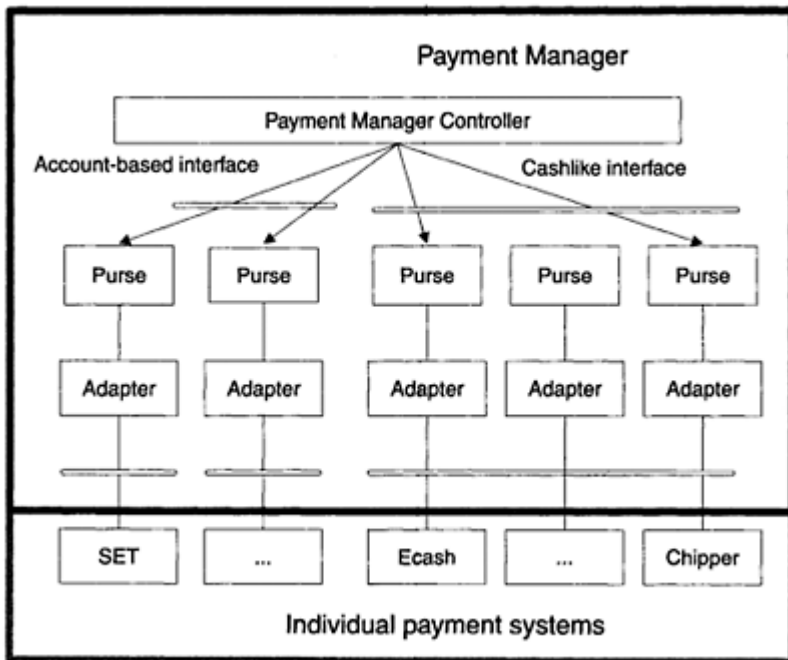 Payment Manager
Payment Manager Controller
Account-based interface
Cashlike interface
Purse
Purse
Purse
Purse
Purse
Adapter
Adapter
Adapter
Adapter
Adapter
SET
...
Ecash
...
Chipper
Individual payment systems